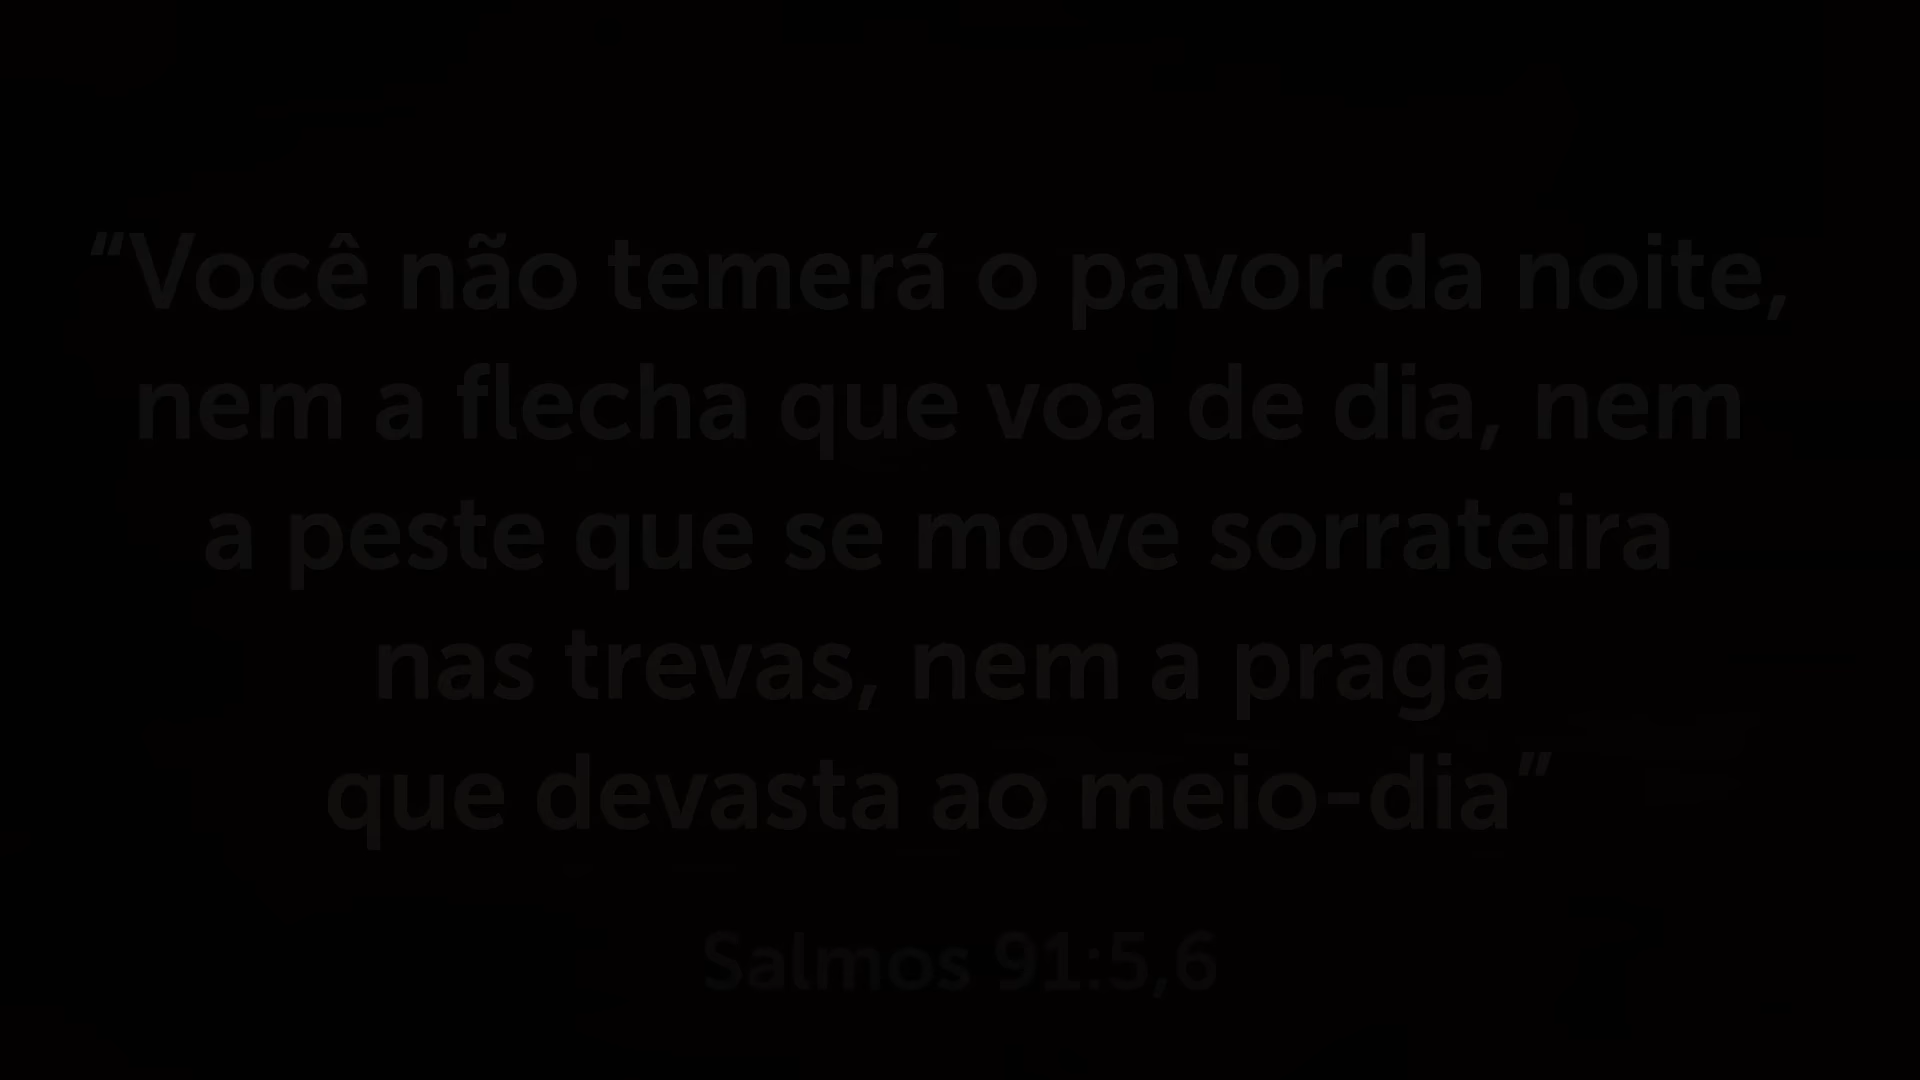 “Você não temerá o pavor da noite,
nem a flecha que voa de dia, nem
a peste que se move sorrateira
nas trevas, nem a praga
que devasta ao meio-dia”
Salmos 91:5,6